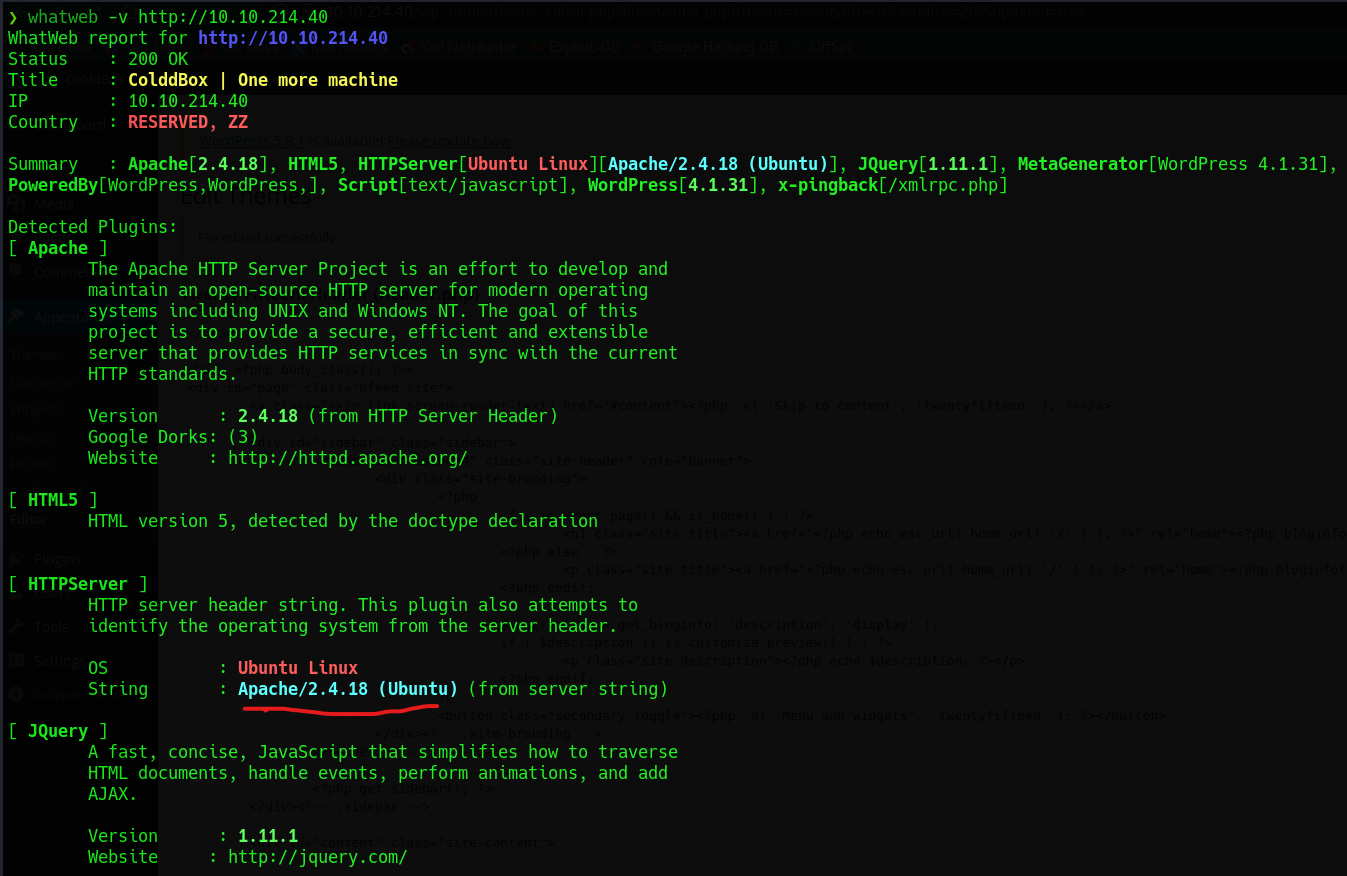 ❯ whatweb -v http://10.10.214.40
WhatWeb report for http://10.10.214.40
Status    : 200 OK
Title     : ColddBox | One more machine
IP        : 10.10.214.40
Country   : RESERVED, ZZ
Summary   : Apache[2.4.18], HTML5, HTTPServer[Ubuntu Linux][Apache/2.4.18 (Ubuntu)], JQuery[1.11.1], MetaGenerator[WordPress 4.1.31],
PoweredBy[WordPress,WordPress,], Script[text/javascript], WordPress[4.1.31], x-pingback[/xmlrpc.php]
Detected Plugins:
[ Apache ]
The Apache HTTP Server Project is an effort to develop and
maintain an open-source HTTP server for modern operating
systems including UNIX and Windows NT. The goal of this
project is to provide a secure, efficient and extensible
server that provides HTTP services in sync with the current
HTTP standards.
Version      : 2.4.18 (from HTTP Server Header)
Google Dorks: (3)
Website     : http://httpd.apache.org/
[ HTML5 ]
HTML version 5, detected by the doctype declaration
[ HTTPServer ]
HTTP server header string. This plugin also attempts to
identify the operating system from the server header.
OS           : Ubuntu Linux
String       : Apache/2.4.18 (Ubuntu) (from server string)
[ JQuery ]
A fast, concise, JavaScript that simplifies how to traverse
HTML documents, handle events, perform animations, and add
AJAX.
Version      : 1.11.1
Website     : http://jquery.com/